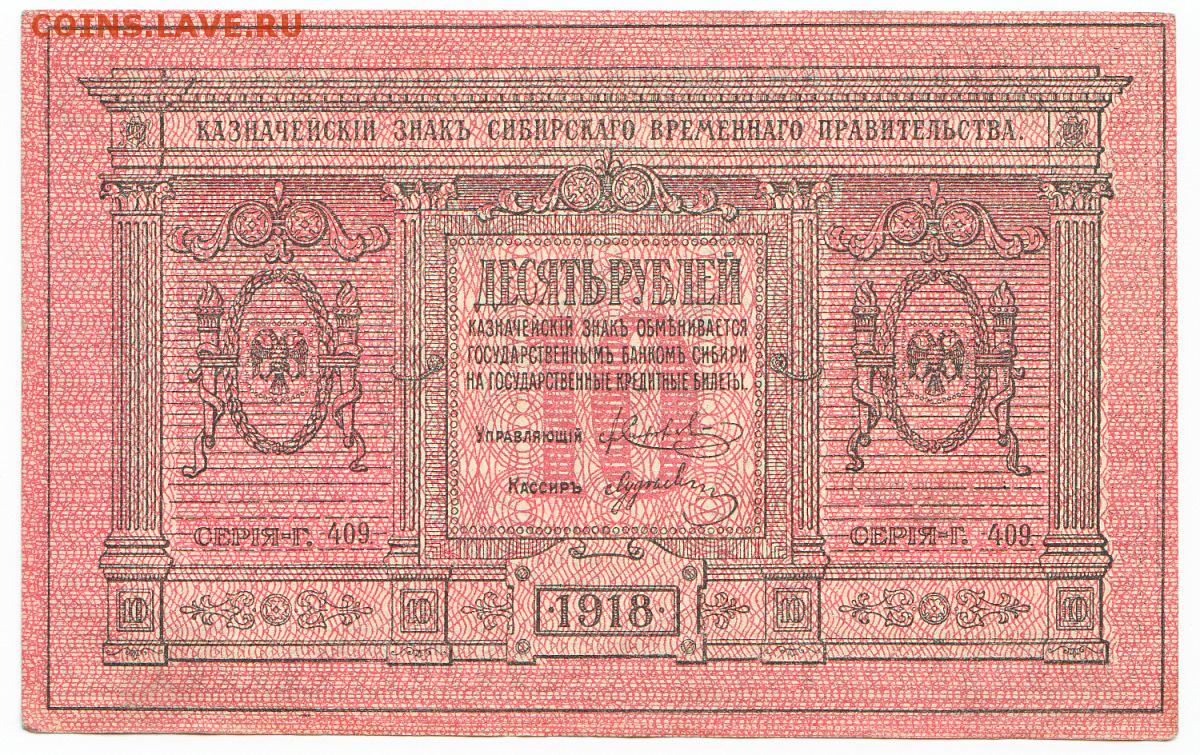 COINS.LAVE.RU
КАЗНАЧЕЙСКІЙ ЗНАКЪ СИБИРСКАГО ВРЕМЕННАГО ПРАВИТЕЛЬСТВА.
ДЕСЯТЬ РУБЛЕЙ
КАЗНАЧЕЙСКІЙ ЗНАКЪ ОБМѢНИВАЕТСЯ
ГОСУДАРСТВЕННЫМЪ БАНКОМЪ СИБИРИ
НА ГОСУДАРСТВЕННЫЕ КРЕДИТНЫЕ БИЛЕТЫ.
10
УПРАВЛЯЮЩІЙ
КАССИРЪ
СЕРІЯ-Г. 409
СЕРІЯ-Г. 409
10
10
·1918·
10
10